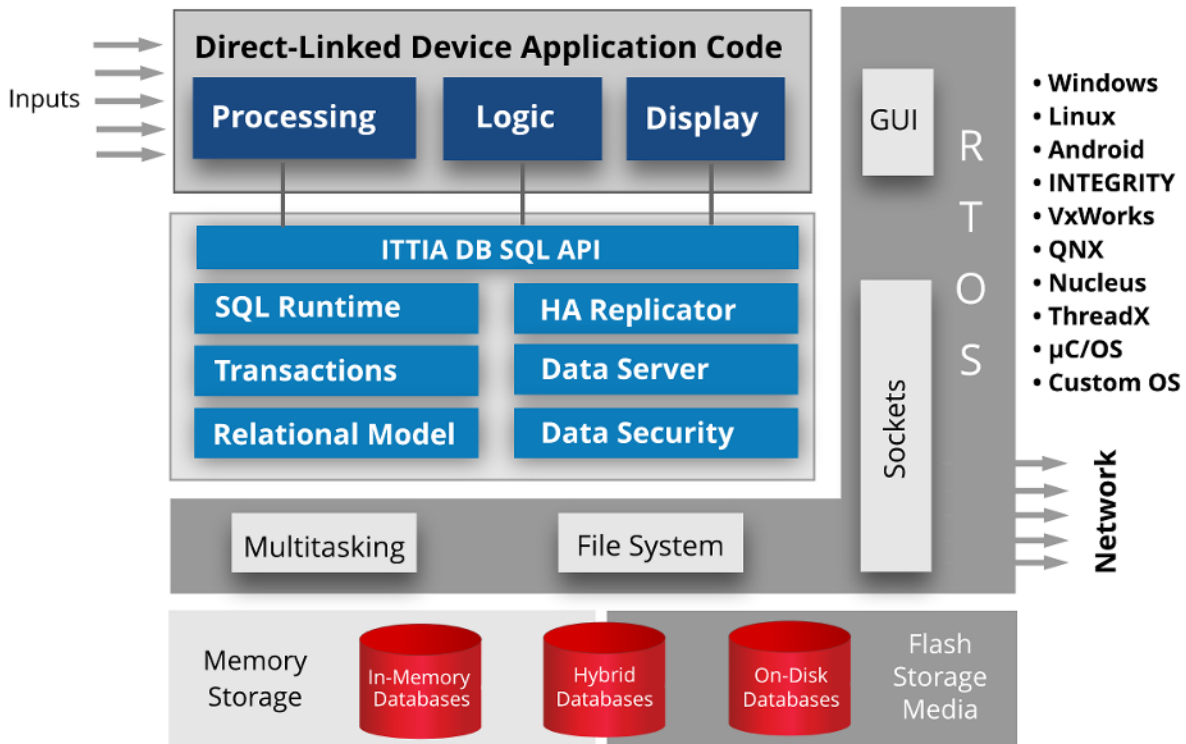 Direct-Linked Device Application Code
Inputs
Processing
Logic
Display
ITTIA DB SQL API
SQL Runtime
HA Replicator
Transactions
Data Server
Relational Model
Data Security
GUI
RTOS
Sockets
• Windows
• Linux
• Android
• INTEGRITY
• VxWorks
• QNX
• Nucleus
• ThreadX
• µC/OS
• Custom OS
Network
Multitasking
File System
Memory
Storage
In-Memory
Databases
Hybrid
Databases
On-Disk
Databases
Flash
Storage
Media